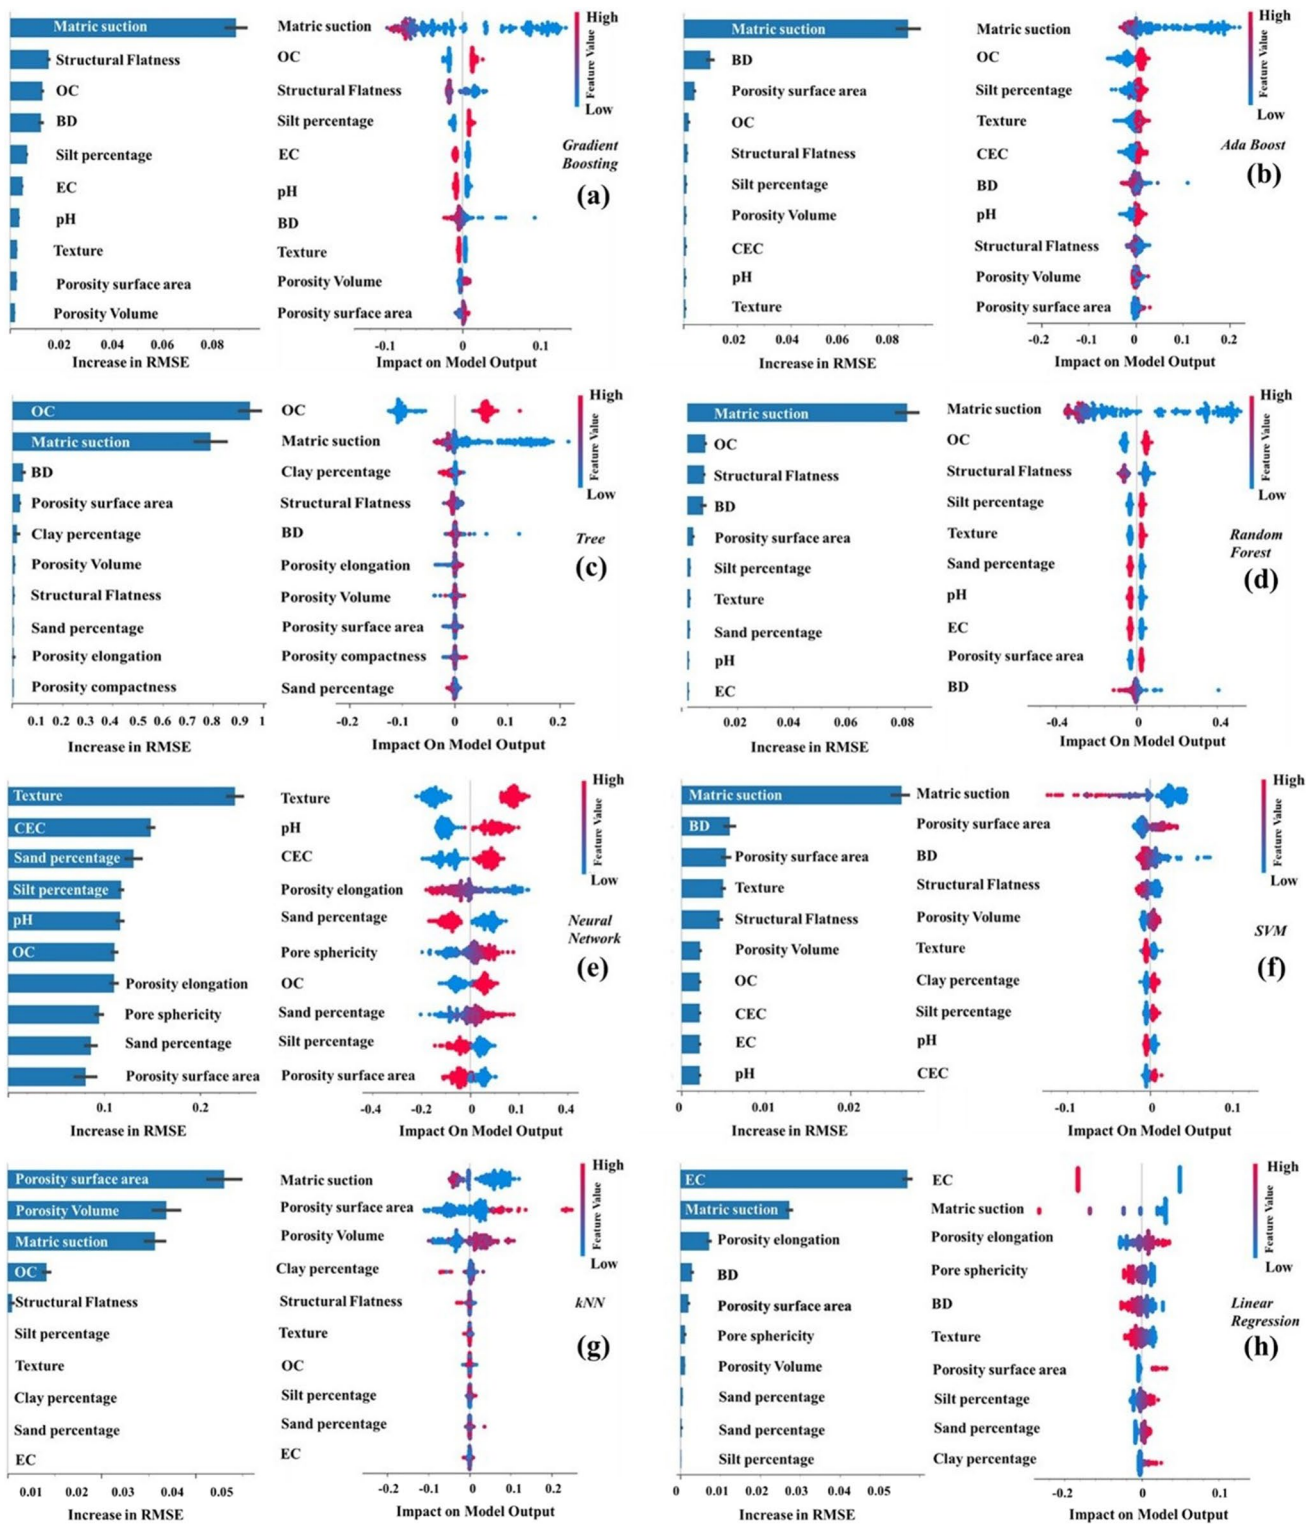 Matric suction
Structural Flatness
OC
BD
Silt percentage
EC
pH
Texture
Porosity surface area
Porosity Volume
0.02 0.04 0.06 0.08
Increase in RMSE
Matric suction
OC
Structural Flatness
Silt percentage
EC
pH
BD
Texture
Porosity Volume
Porosity surface area
-0.1 0 0.1
Impact on Model Output
High
Feature Value
Low
Gradient
Boosting
(a)
Matric suction
BD
Porosity surface area
OC
Structural Flatness
Silt percentage
Porosity Volume
CEC
pH
Texture
0.02 0.04 0.06 0.08
Increase in RMSE
Matric suction
OC
Silt percentage
Texture
CEC
BD
pH
Structural Flatness
Porosity Volume
Porosity surface area
-0.2 -0.1 0 0.1 0.2
Impact on Model Output
High
Feature Value
Low
Ada Boost
(b)
OC
Matric suction
BD
Porosity surface area
Clay percentage
Porosity Volume
Structural Flatness
Sand percentage
Porosity elongation
Porosity compactness
0.1 0.2 0.3 0.4 0.5 0.6 0.7 0.8 0.9 1
Increase in RMSE
OC
Matric suction
Clay percentage
Structural Flatness
BD
Porosity elongation
Porosity Volume
Porosity surface area
Porosity compactness
Sand percentage
-0.2 -0.1 0 0.1 0.2
Impact On Model Output
High
Feature Value
Low
Tree
(c)
Matric suction
OC
Structural Flatness
BD
Porosity surface area
Silt percentage
Texture
Sand percentage
pH
EC
0.02 0.04 0.06 0.08
Increase in RMSE
Matric suction
OC
Structural Flatness
Silt percentage
Texture
Sand percentage
pH
EC
Porosity surface area
BD
-0.4 0 0.4
Impact On Model Output
High
Feature Value
Low
Random
Forest
(d)
Texture
CEC
Sand percentage
Silt percentage
pH
OC
Porosity elongation
Pore sphericity
Sand percentage
Porosity surface area
0.1 0.2
Increase in RMSE
Texture
pH
CEC
Porosity elongation
Sand percentage
Pore sphericity
OC
Sand percentage
Silt percentage
Porosity surface area
-0.4 -0.2 0 0.1 0.4
Impact On Model Output
High
Feature Value
Low
Neural
Network
(e)
Matric suction
BD
Porosity surface area
Texture
Structural Flatness
Porosity Volume
OC
CEC
EC
pH
0 0.01 0.02
Increase in RMSE
Matric suction
Porosity surface area
BD
Structural Flatness
Porosity Volume
Texture
Clay percentage
Silt percentage
pH
CEC
-0.1 0 0.1
Impact On Model Output
High
Feature Value
Low
SVM
(f)
Porosity surface area
Porosity Volume
Matric suction
OC
Structural Flatness
Silt percentage
Texture
Clay percentage
Sand percentage
EC
0.01 0.02 0.03 0.04 0.05
Increase in RMSE
Matric suction
Porosity surface area
Porosity Volume
Clay percentage
Structural Flatness
Texture
OC
Silt percentage
Sand percentage
EC
-0.2 -0.1 0 0.1 0.2
Impact on Model Output
High
Feature Value
Low
kNN
(g)
EC
Matric suction
Porosity elongation
BD
Porosity surface area
Pore sphericity
Porosity Volume
Sand percentage
Sand percentage
Silt percentage
0 0.01 0.02 0.03 0.04 0.05
Increase in RMSE
EC
Matric suction
Porosity elongation
Pore sphericity
BD
Texture
Porosity surface area
Silt percentage
Sand percentage
Clay percentage
-0.2 0 0.2
Impact on Model Output
High
Feature Value
Low
Linear
Regression
(h)